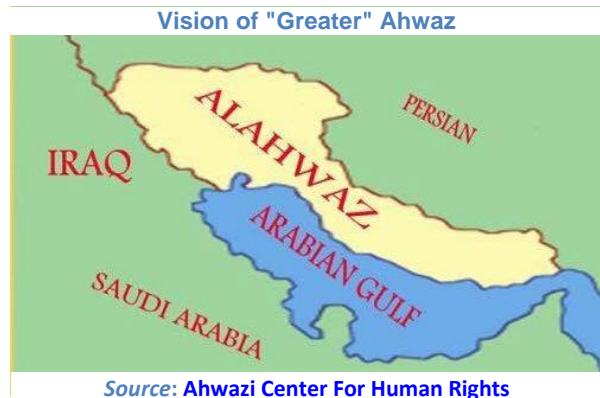 Vision of "Greater" Ahwaz
PERSIAN
ALAHWAZ
IRAQ
ARABIAN GULF
SAUDI ARABIA
Source: Ahwazi Center For Human Rights